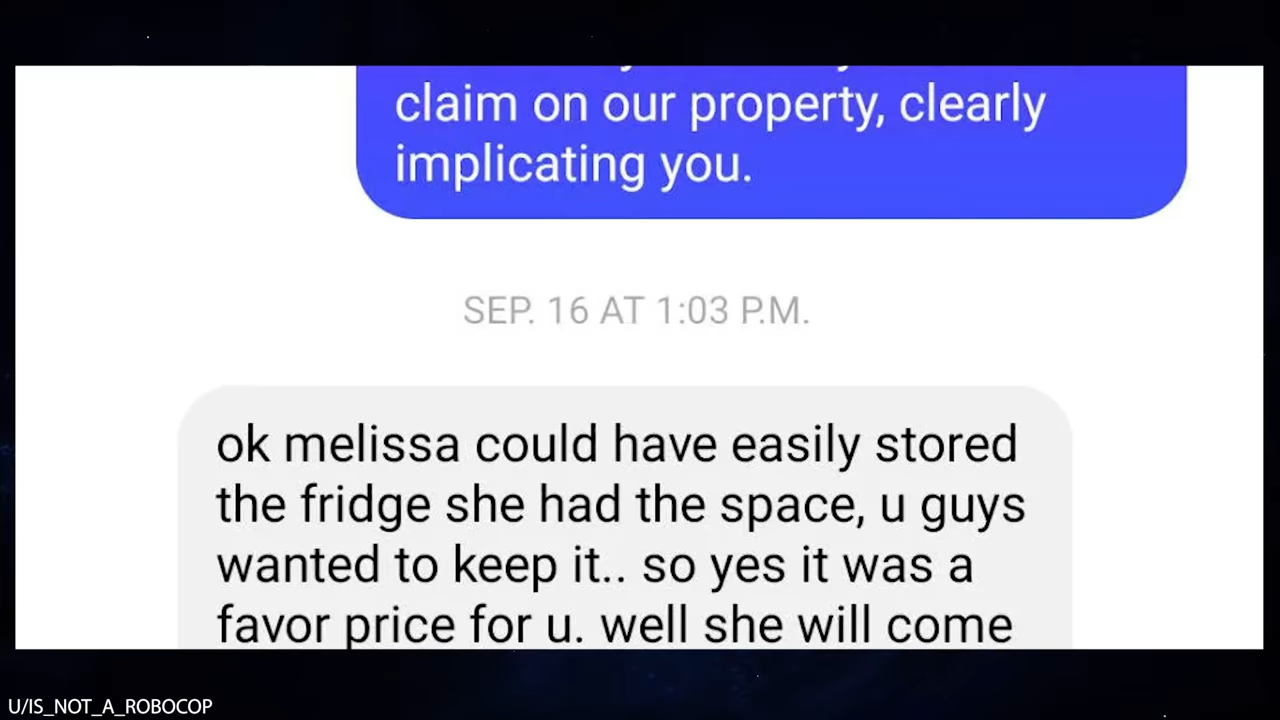 claim on our property, clearly
implicating you.
SEP. 16 AT 1:03 P.M.
ok melissa could have easily stored
the fridge she had the space, u guys
wanted to keep it.. so yes it was a
favor price for u. well she will come
U/IS_NOT_A_ROBOCOP